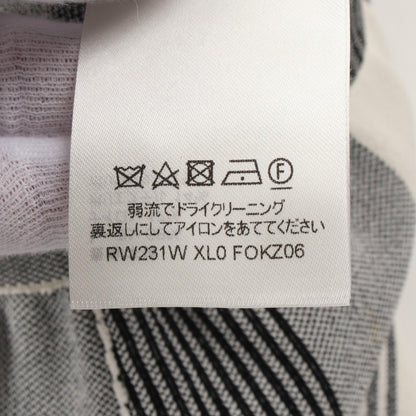 F
弱流でドライクリーニング
裏返しにしてアイロンをあててください
RW231W XL0 FOKZ06